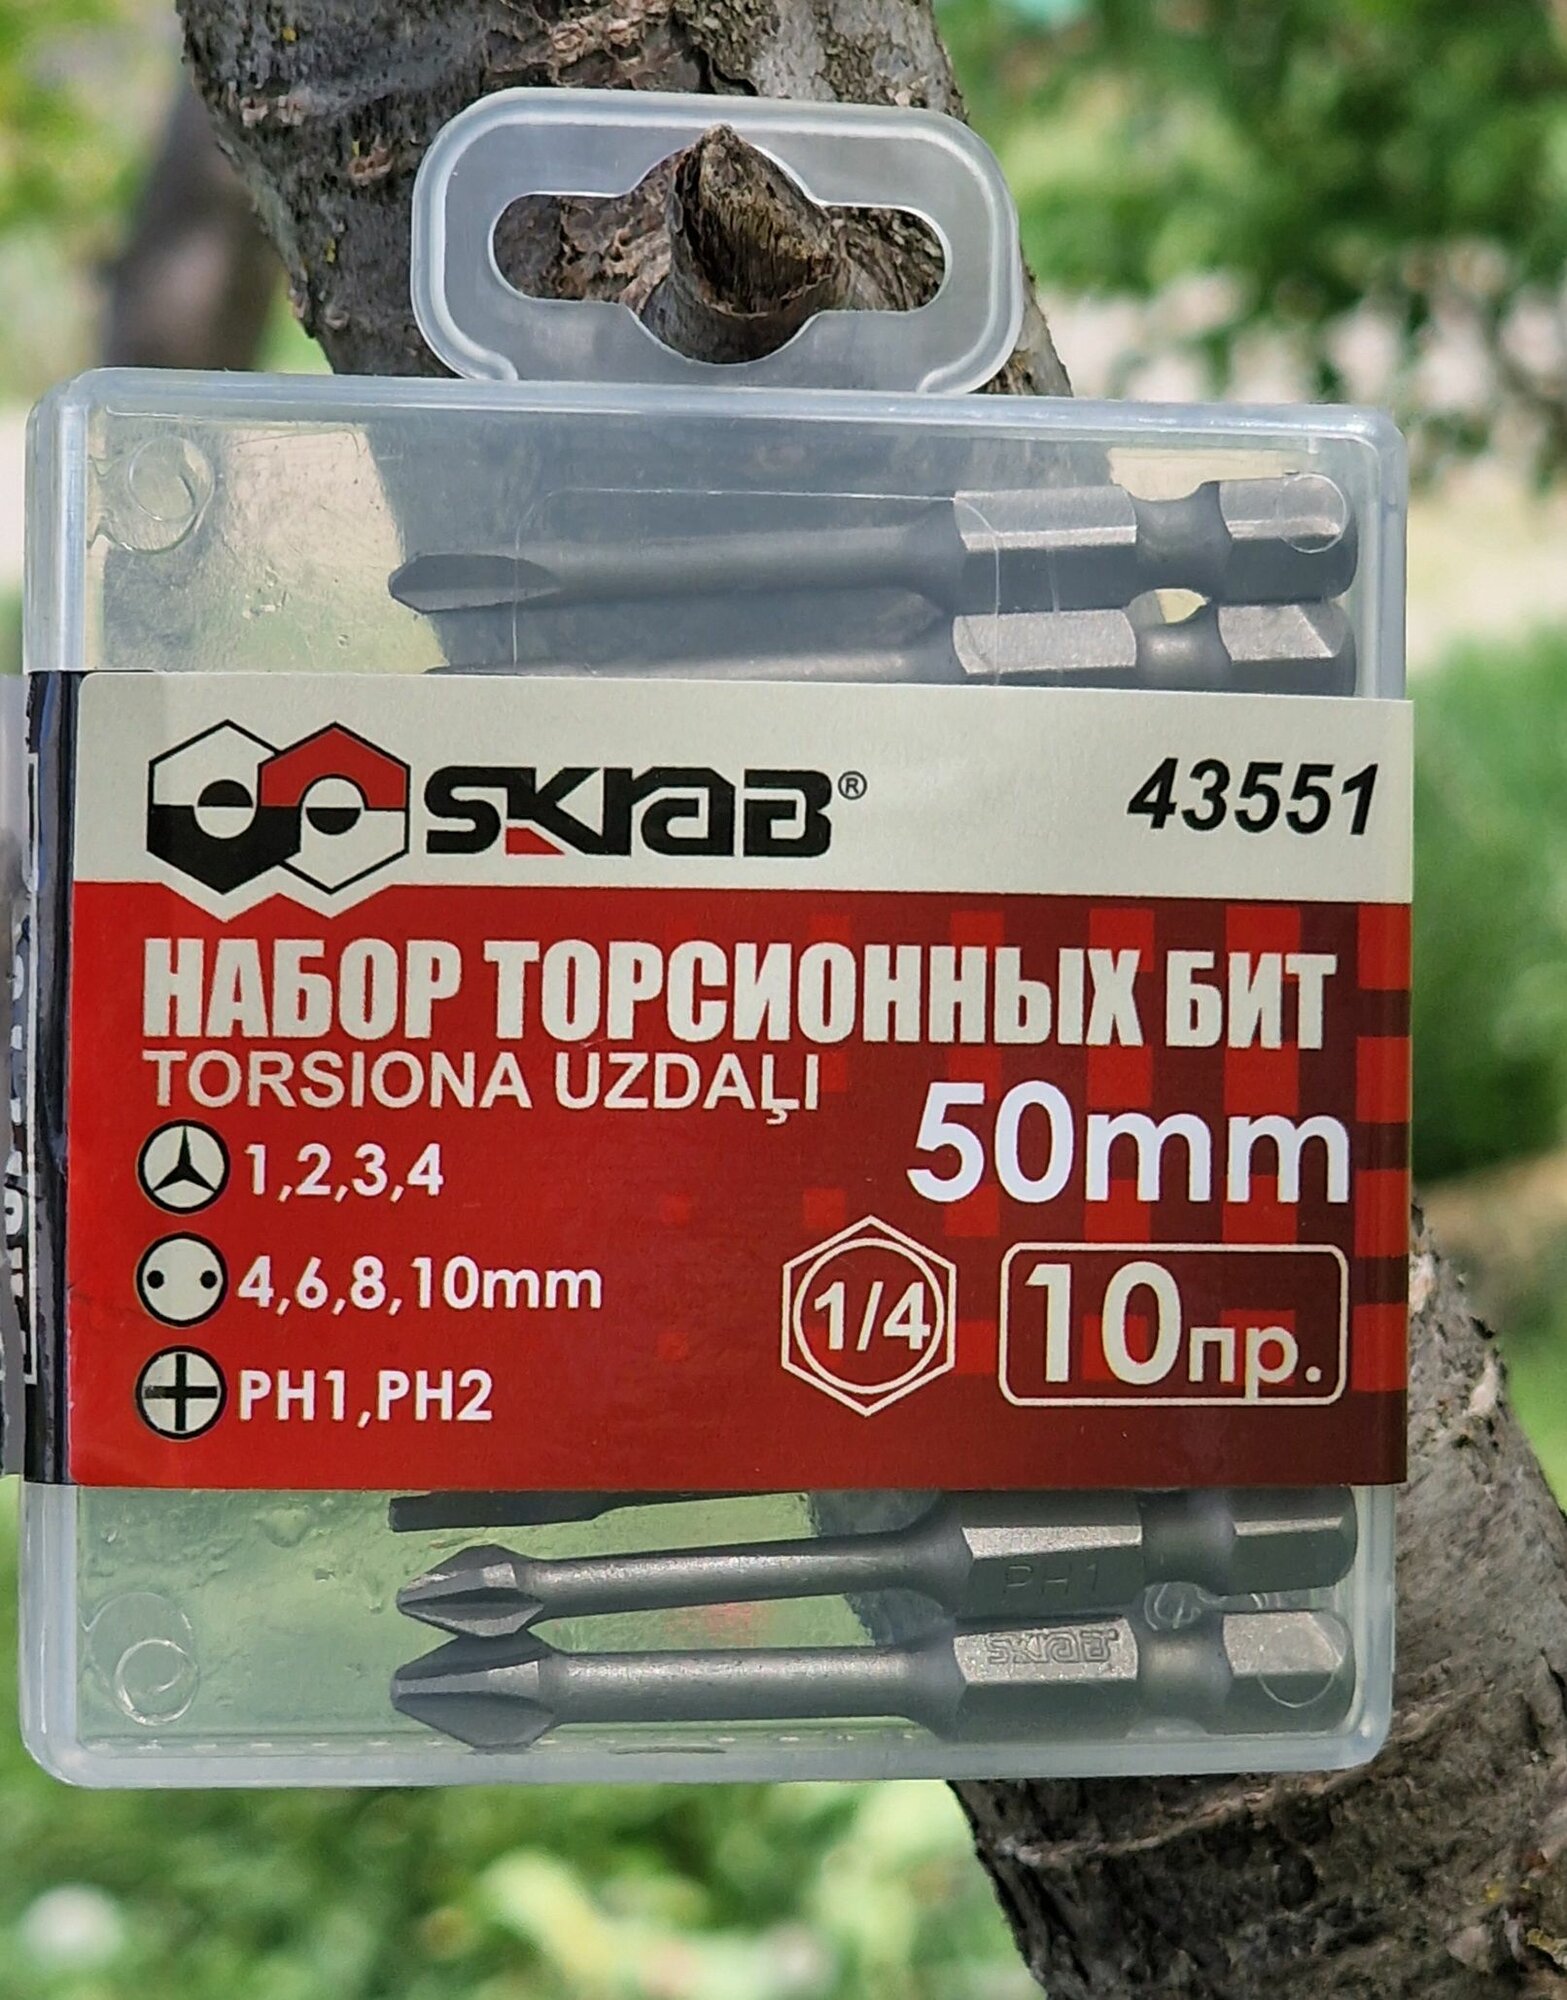 SKRAB® 43551
НАБОР ТОРСИОННЫХ БИТ
TORSIONA UZDAĻI
50mm
1,2,3,4
4,6,8,10mm
1/4
10пр.
PH1,PH2
PH1
SKRAB